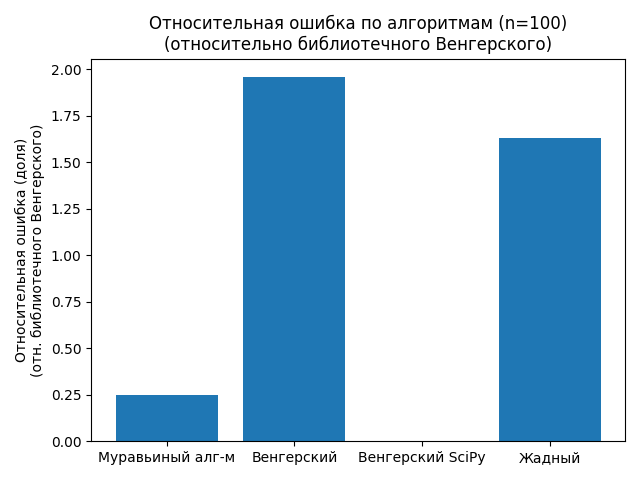 Относительная ошибка по алгоритмам (n=100)
(относительно библиотечного Венгерского)
Относительная ошибка (доля)
(отн. библиотечного Венгерского)
2.00
1.75
1.50
1.25
1.00
0.75
0.50
0.25
0.00
Муравьиный алг-м Венгерский Венгерский SciPy Жадный